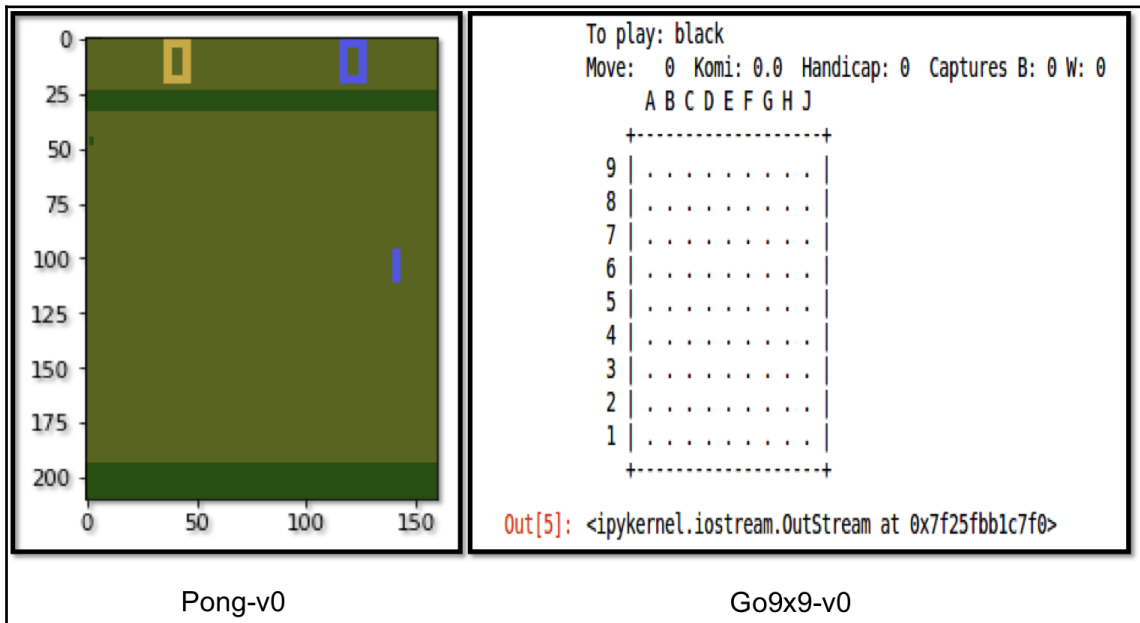 0
25
50
75
100
125
150
175
200
0 50 100 150
0 0
Pong-v0
To play: black
Move: 0 Komi: 0.0 Handicap: 0 Captures B: 0 W: 0
A B C D E F G H J
+------------------+
9 | . . . . . . . . . |
8 | . . . . . . . . . |
7 | . . . . . . . . . |
6 | . . . . . . . . . |
5 | . . . . . . . . . |
4 | . . . . . . . . . |
3 | . . . . . . . . . |
2 | . . . . . . . . . |
1 | . . . . . . . . . |
+------------------+
Out[5]: <ipykernel.iostream.OutStream at 0x7f25fbb1c7f0>
Go9x9-v0